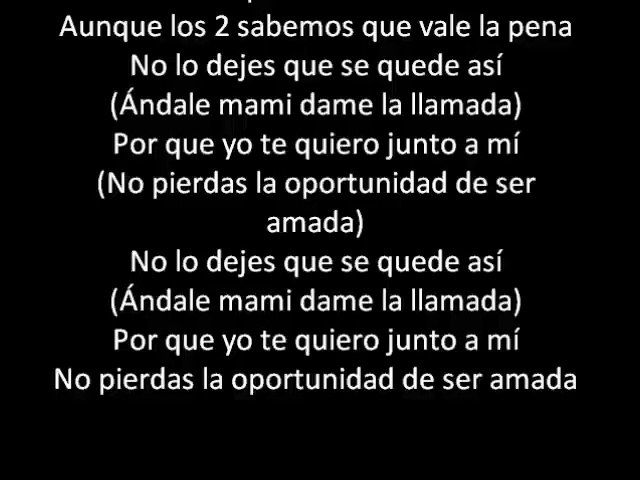 Aunque los 2 sabemos que vale la pena
No lo dejes que se quede así
(Ándale mami dame la llamada)
Por que yo te quiero junto a mí
(No pierdas la oportunidad de ser
amada)
No lo dejes que se quede así
(Ándale mami dame la llamada)
Por que yo te quiero junto a mí
No pierdas la oportunidad de ser amada